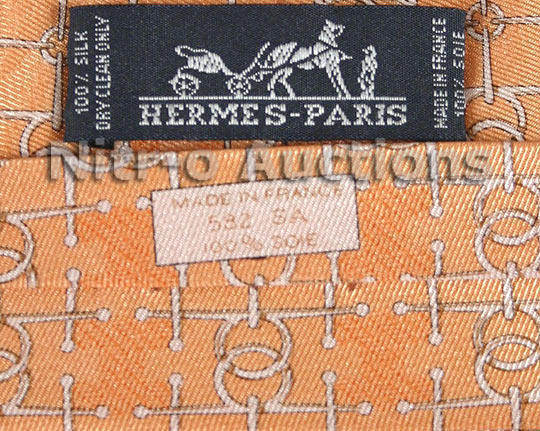 100% SILK
DRY CLEAN ONLY
HERMES-PARIS
MADE IN FRANCE
100% SOIE
Nitro Auctions
MADE IN FRANCE
532 SA
100% SOIE